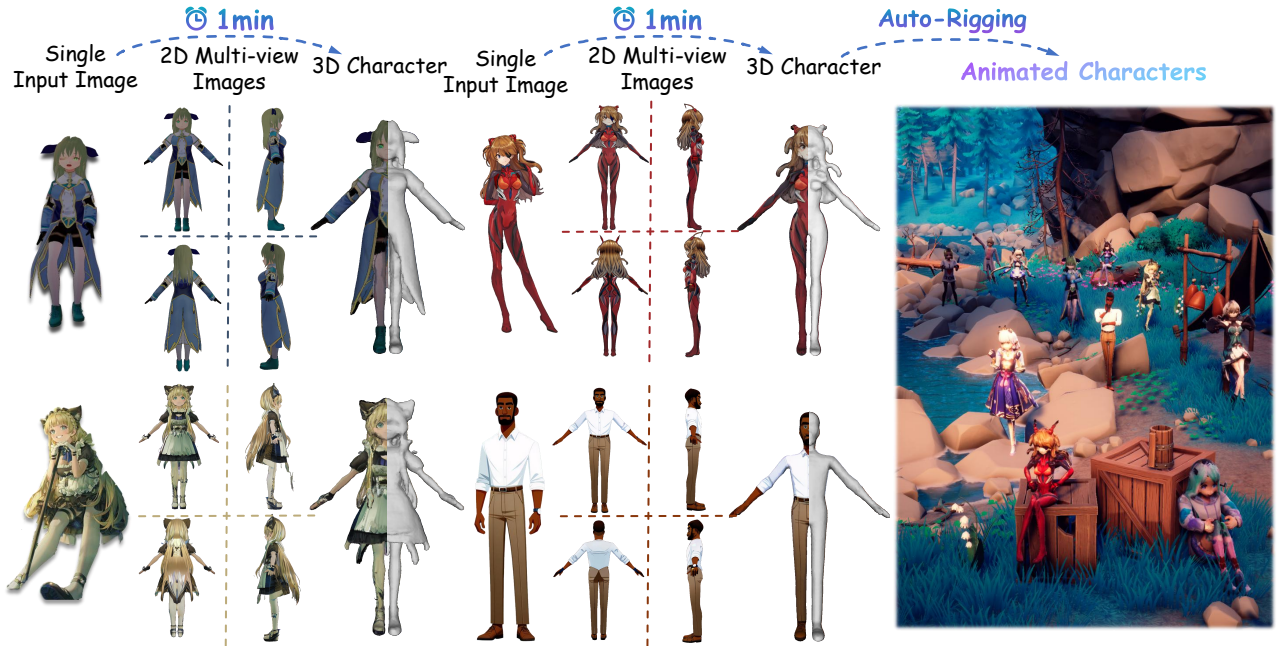 1min
Single
Input Image
2D Multi-view
Images
3D Character
1min
Single
Input Image
2D Multi-view
Images
3D Character
Auto-Rigging
Animated Characters